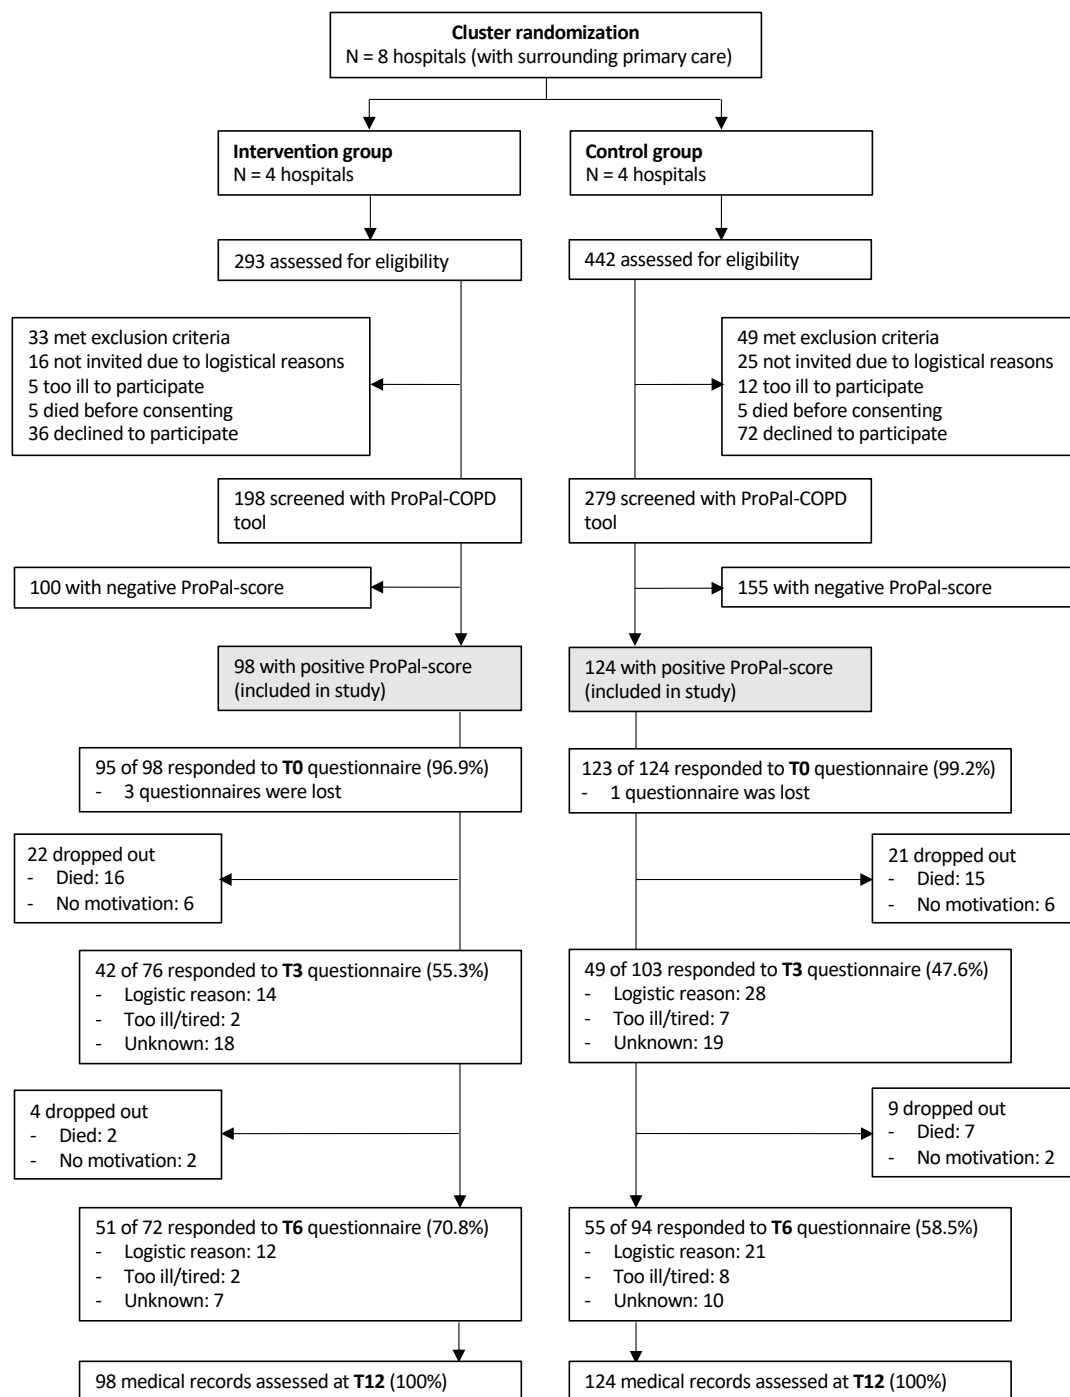 Cluster randomization
N = 8 hospitals (with surrounding primary care)
Intervention group
N = 4 hospitals
Control group
N = 4 hospitals
293 assessed for eligibility
442 assessed for eligibility
33 met exclusion criteria
16 not invited due to logistical reasons
5 too ill to participate
5 died before consenting
36 declined to participate
49 met exclusion criteria
25 not invited due to logistical reasons
12 too ill to participate
5 died before consenting
72 declined to participate
198 screened with ProPal-COPD
tool
279 screened with ProPal-COPD
tool
100 with negative ProPal-score
155 with negative ProPal-score
98 with positive ProPal-score
(included in study)
124 with positive ProPal-score
(included in study)
95 of 98 responded to T0 questionnaire (96.9%)
- 3 questionnaires were lost
123 of 124 responded to T0 questionnaire (99.2%)
- 1 questionnaire was lost
22 dropped out
- Died: 16
- No motivation: 6
21 dropped out
- Died: 15
- No motivation: 6
42 of 76 responded to T3 questionnaire (55.3%)
- Logistic reason: 14
- Too ill/tired: 2
- Unknown: 18
49 of 103 responded to T3 questionnaire (47.6%)
- Logistic reason: 28
- Too ill/tired: 7
- Unknown: 19
4 dropped out
- Died: 2
- No motivation: 2
9 dropped out
- Died: 7
- No motivation: 2
51 of 72 responded to T6 questionnaire (70.8%)
- Logistic reason: 12
- Too ill/tired: 2
- Unknown: 7
55 of 94 responded to T6 questionnaire (58.5%)
- Logistic reason: 21
- Too ill/tired: 8
- Unknown: 10
98 medical records assessed at T12 (100%)
124 medical records assessed at T12 (100%)